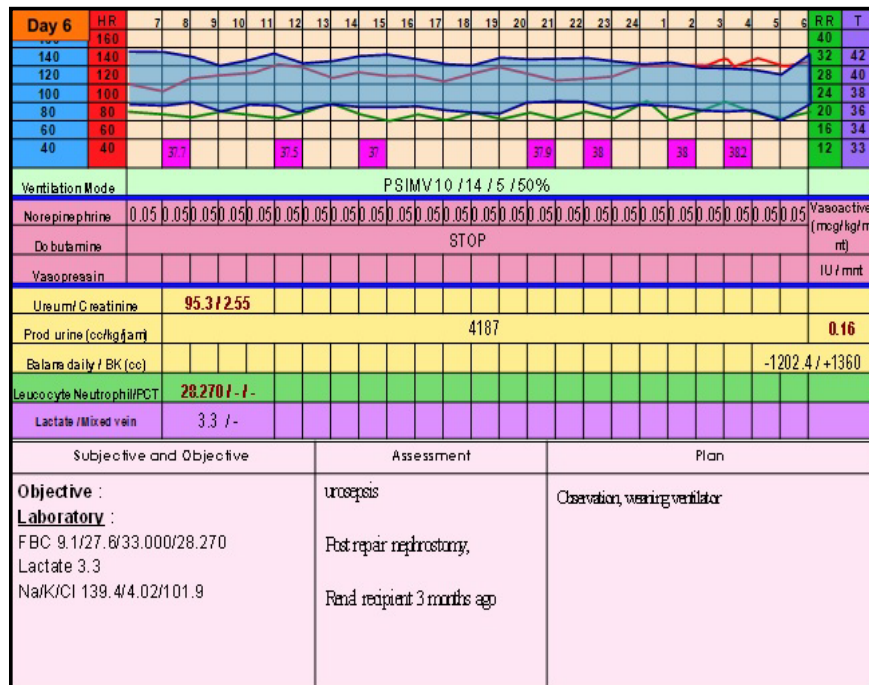 Day 6 HR 7 8 9 10 11 12 13 14 15 16 17 18 19 20 21 22 23 24 1 2 3 4 5 6 RR T
160 40
140 140 32 42
120 120 28 40
100 100 24 38
80 80 20 36
60 60 16 34
40 40 37.7 37.5 37 37.9 38 38 38.2 12 33
Ventilation Mode PSIMV10 /14 / 5 / 50%
Norepinephrine 0.05 0.05 0.05 0.05 0.05 0.05 0.05 0.05 0.05 0.05 0.05 0.05 0.05 0.05 0.05 0.05 0.05 0.05 0.05 0.05 0.05 0.05 0.05 Vasoactive
(mcg/kg/m
nt)
Dobutamine STOP
Vasopressin IU / mnt
Ureum/ Creatinine 95.3 / 2.55
Prod urine (cc/kg/jam) 4187 0.16
Balans daily / BK (cc) -1202.4 / +1360
Leucocyte Neutrophil/PCT 28.270 / - / -
Lactate / Mixed vein 3.3 / -
Subjective and Objective Assessment Plan
Objective :
Laboratory :
FBC 9.1/27.6/33.000/28.270
Lactate 3.3
Na/K/Cl 139.4/4.02/101.9
urosepsis
Post repair nephrostomy,
Renal recipient 3 months ago
Observation, weaning ventilator